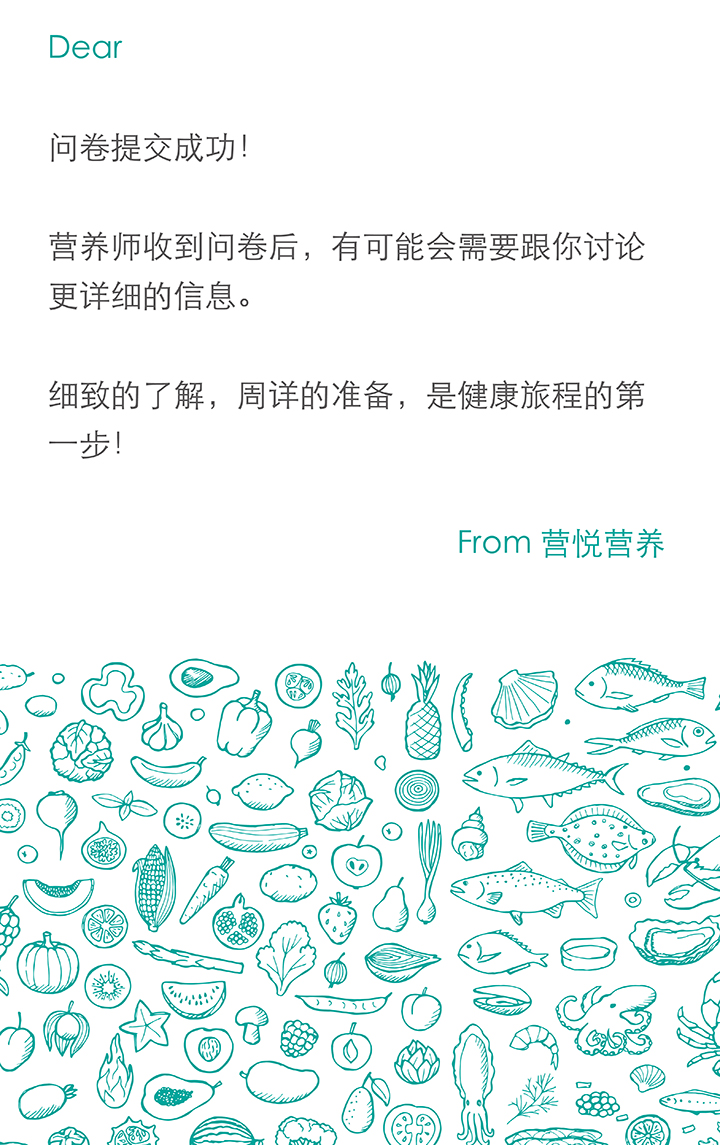 Dear
问卷提交成功！
营养师收到问卷后，有可能会需要跟你讨论
更详细的信息。
细致的了解，周详的准备，是健康旅程的第
一步！
From 营悦营养